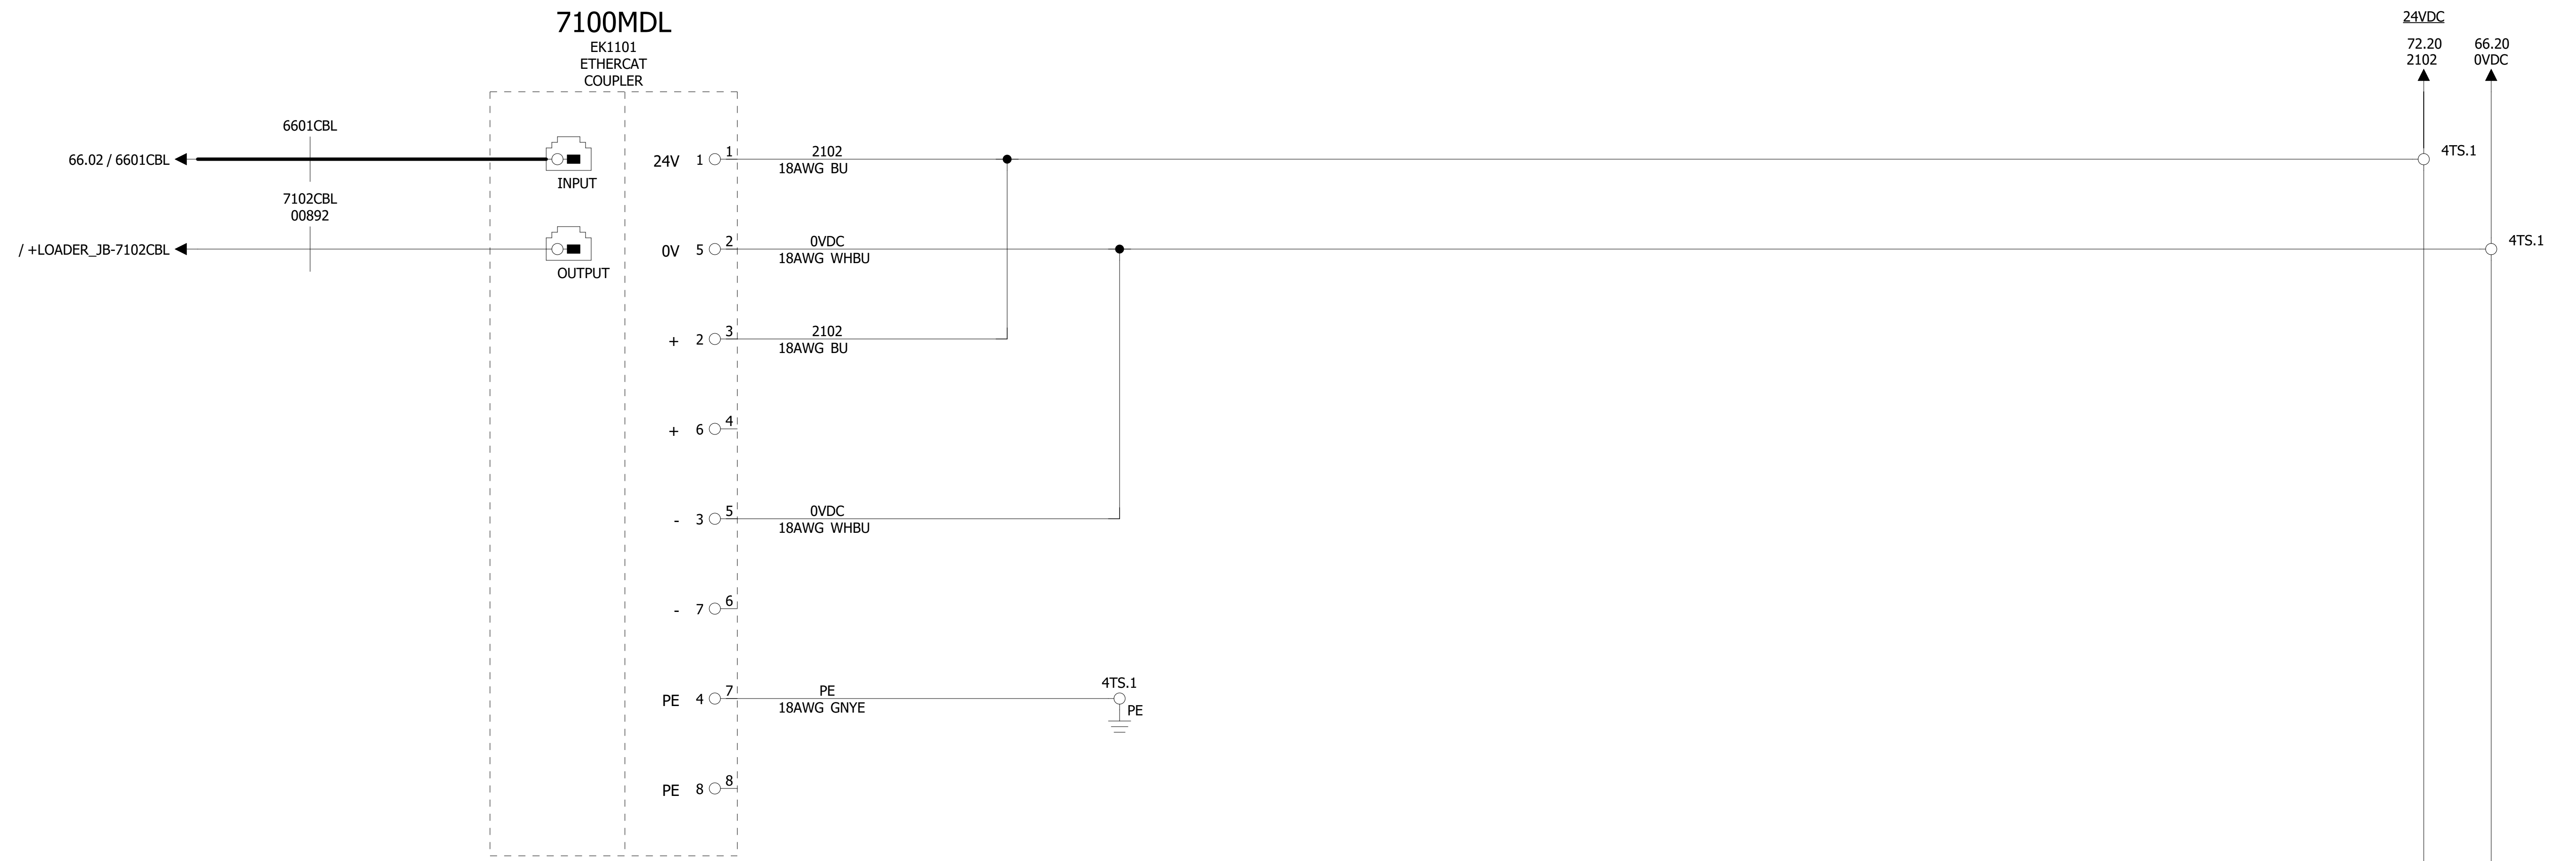 7100MDL
EK1101
ETHERCAT
COUPLER
24VDC
72.20 66.20
2102 0VDC
6601CBL
66.02 / 6601CBL
INPUT
24V 1 1 2102
18AWG BU
4TS.1
7102CBL
00892
/ +LOADER_JB-7102CBL
OUTPUT
0V 5 2 0VDC
18AWG WHBU
4TS.1
+ 2 3 2102
18AWG BU
+ 6 4
- 3 5 0VDC
18AWG WHBU
- 7 6
PE 4 7 PE
18AWG GNYE
4TS.1
PE
PE 8 8